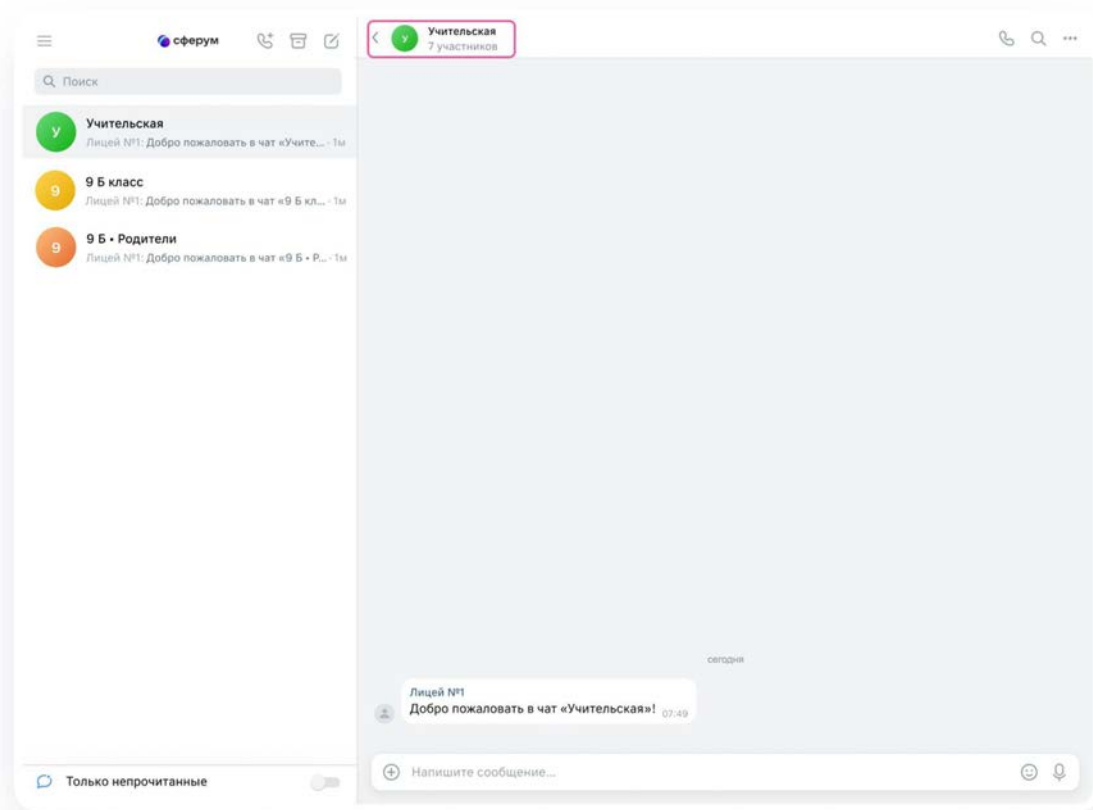 сферум
Поиск
У
Учительская
Лицей №1: Добро пожаловать в чат «Учите... · 1м
9
9 Б класс
Лицей №1: Добро пожаловать в чат «9 Б кл... · 1м
9
9 Б • Родители
Лицей №1: Добро пожаловать в чат «9 Б • Р... · 1м
Только непрочитанные
У
Учительская
7 участников
сегодня
Лицей №1
Добро пожаловать в чат «Учительская»! 07:49
Напишите сообщение...